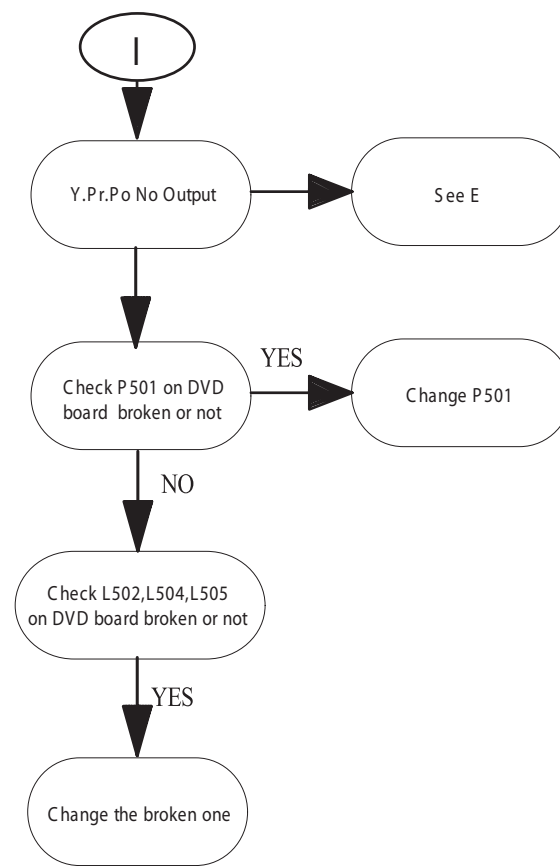 I
Y.Pr.Po No Output
See E
Check P501 on DVD
board broken or not
YES
Change P501
NO
Check L502,L504,L505
on DVD board broken or not
YES
Change the broken one